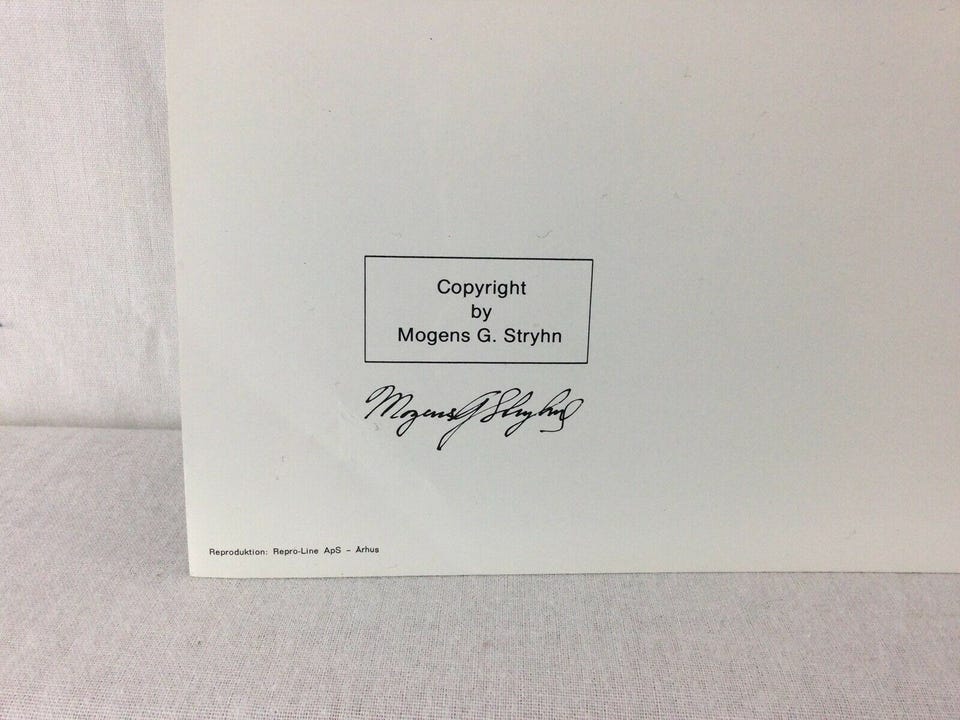 Copyright
by
Mogens G. Stryhn
Mogens G Stryhn
Reproduktion: Repro-Line ApS - Århus